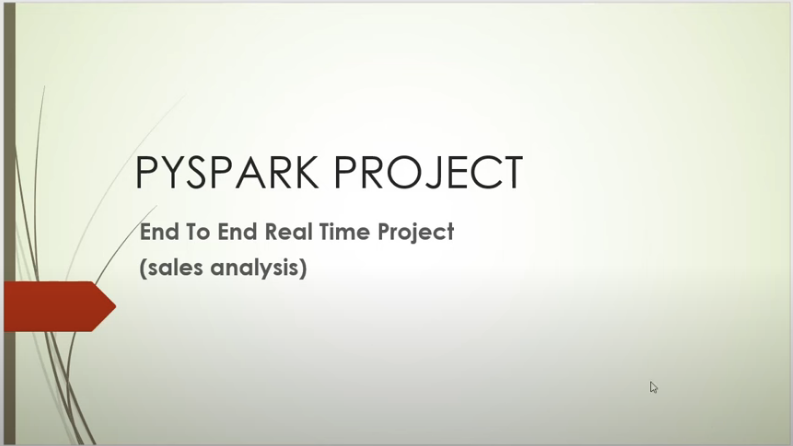 PYSPARK PROJECT
End To End Real Time Project
(sales analysis)